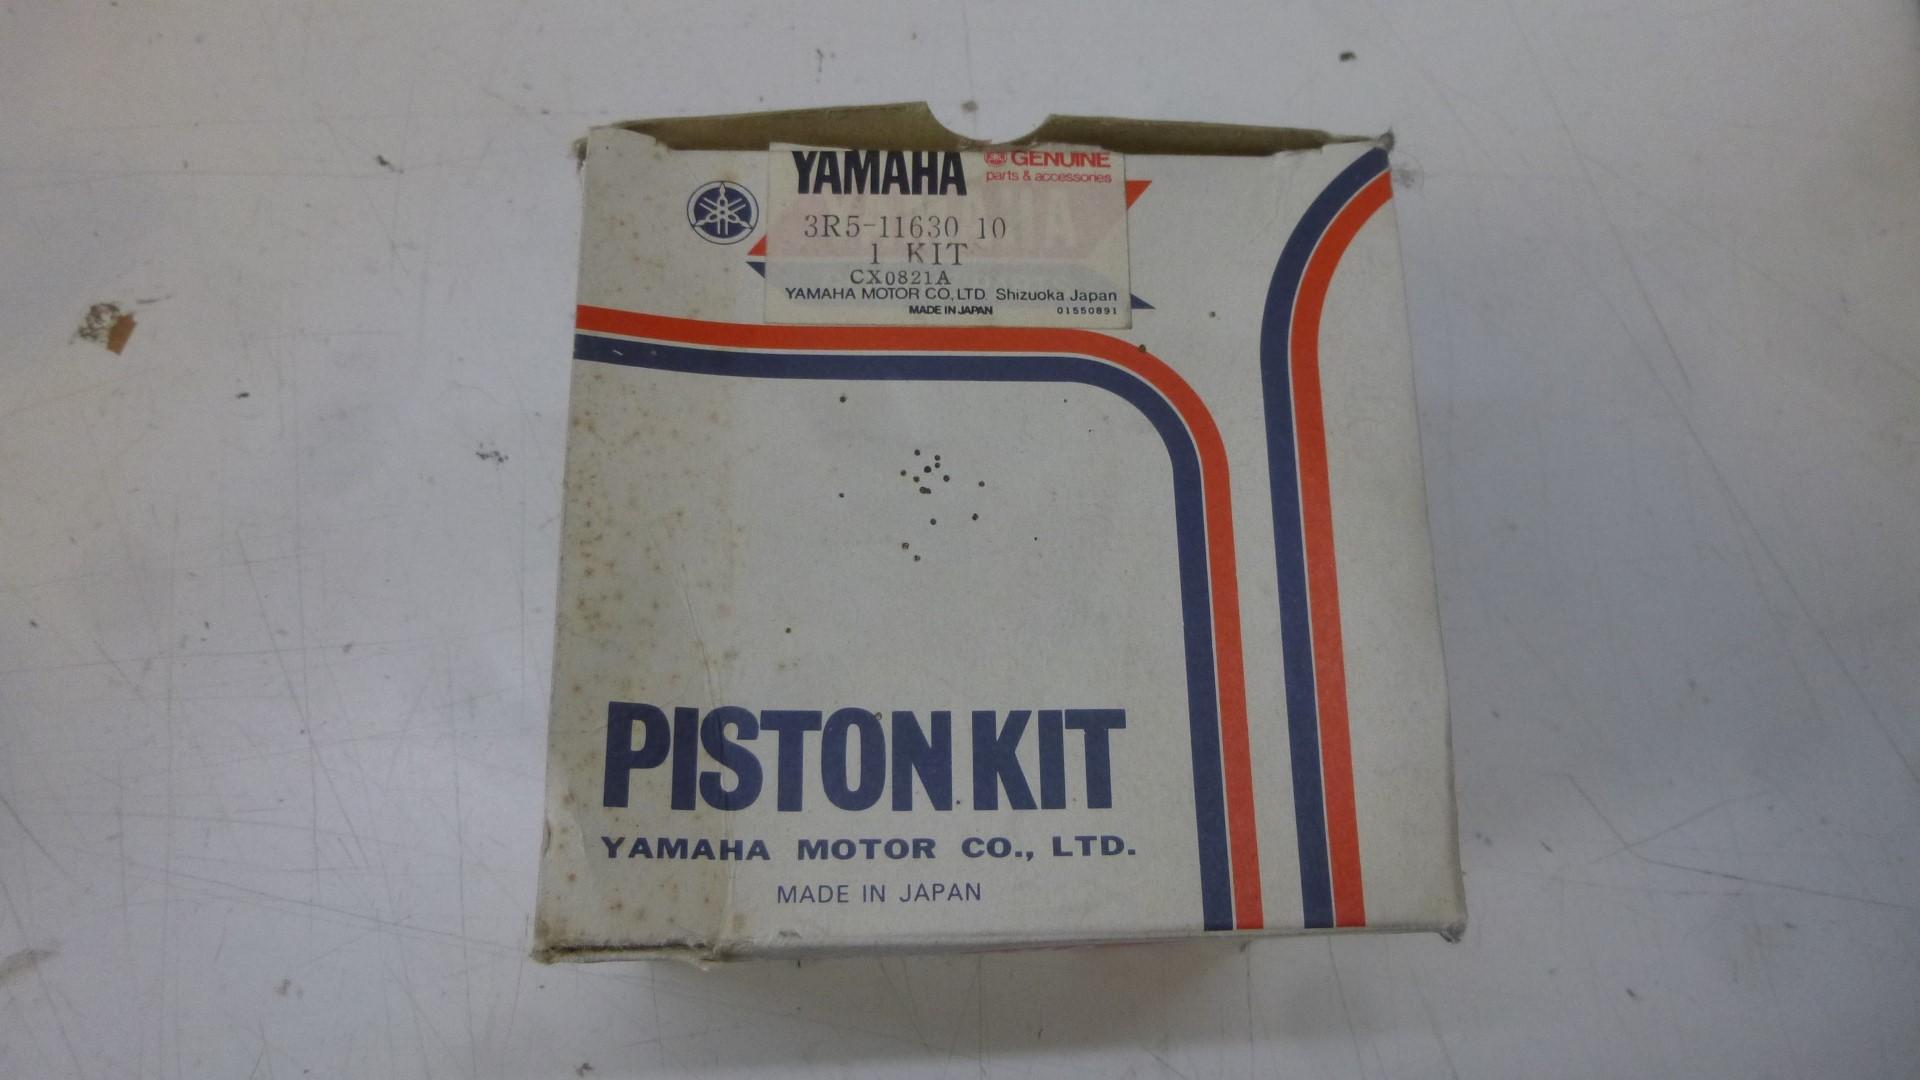 YAMAHA GENUINE
parts & accessories
3R5-11630 10
1 KIT
CX0821A
YAMAHA MOTOR CO., LTD. Shizuoka Japan
MADE IN JAPAN 01550891
PISTON KIT
YAMAHA MOTOR CO., LTD.
MADE IN JAPAN